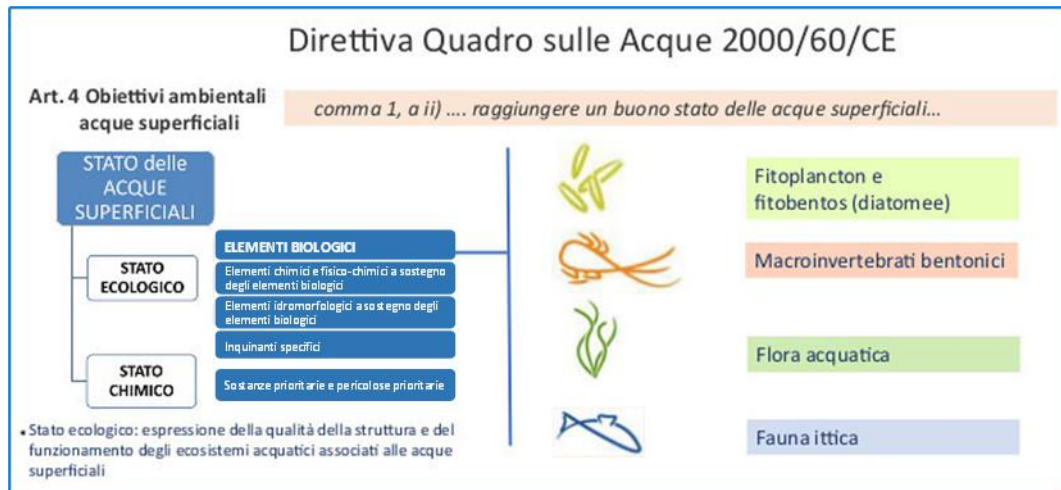 Direttiva Quadro sulle Acque 2000/60/CE
Art. 4 Obiettivi ambientali
acque superficiali
comma 1, a ii) .... raggiungere un buono stato delle acque superficiali...
STATO delle
ACQUE
SUPERFICIALI
STATO
ECOLOGICO
ELEMENTI BIOLOGICI
Elementi chimici e fisico-chimici a sostegno
degli elementi biologici
Elementi idromorfologici a sostegno degli
elementi biologici
Inquinanti specifici
STATO
CHIMICO
Sostanze prioritarie e pericolose prioritarie
Fitoplancton e
fitobentos (diatomee)
Macroinvertebrati bentonici
Flora acquatica
Fauna ittica
• Stato ecologico: espressione della qualità della struttura e del
funzionamento degli ecosistemi acquatici associati alle acque
superficiali